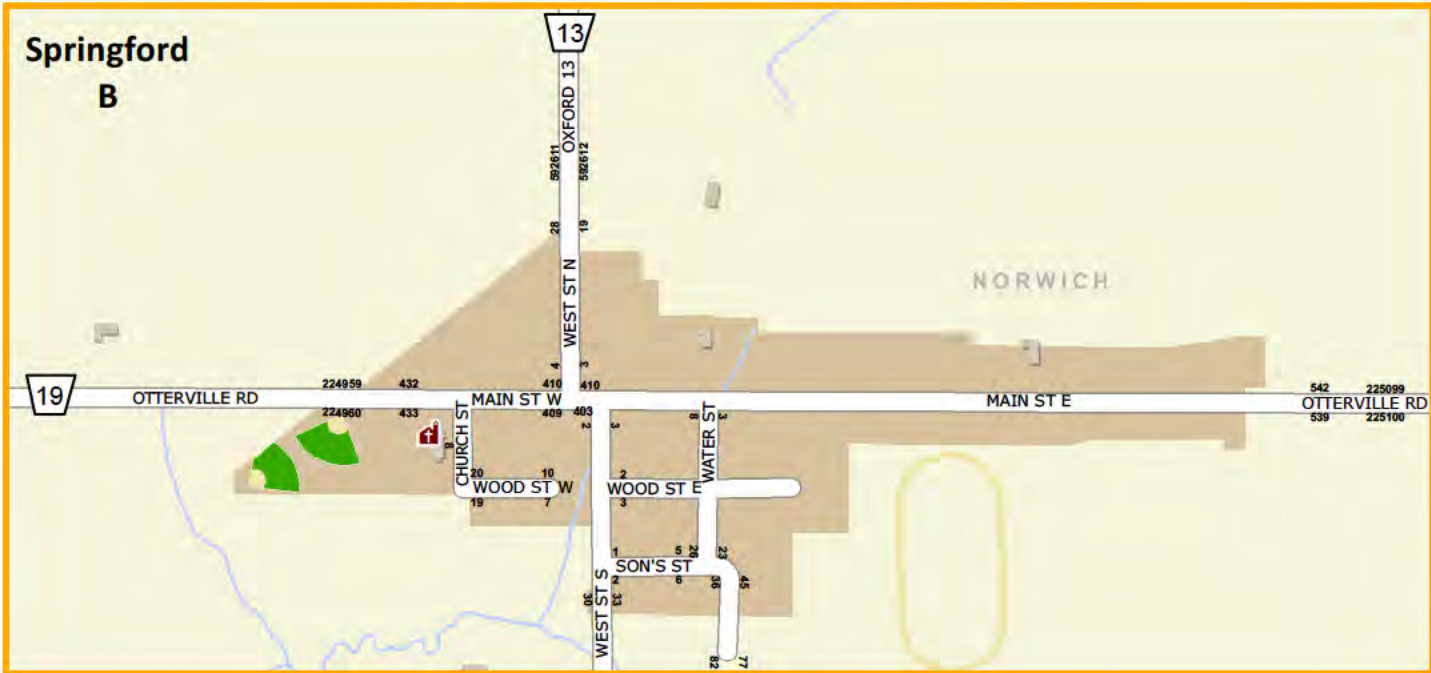 Springford
B
13
OXFORD 13
592611
592612
28
19
WEST ST N
NORWICH
4
3
19
OTTERVILLE RD
224959
432
410
410
542
225099
MAIN ST W
MAIN ST E
OTTERVILLE RD
224960
433
409
403
539
225100
2
3
8
3
CHURCH ST
8
WATER ST
20
10
2
WOOD ST W
WOOD ST E
19
7
3
1
5
26
23
SON'S ST
2
6
36
45
30
33
WEST ST S
82
77